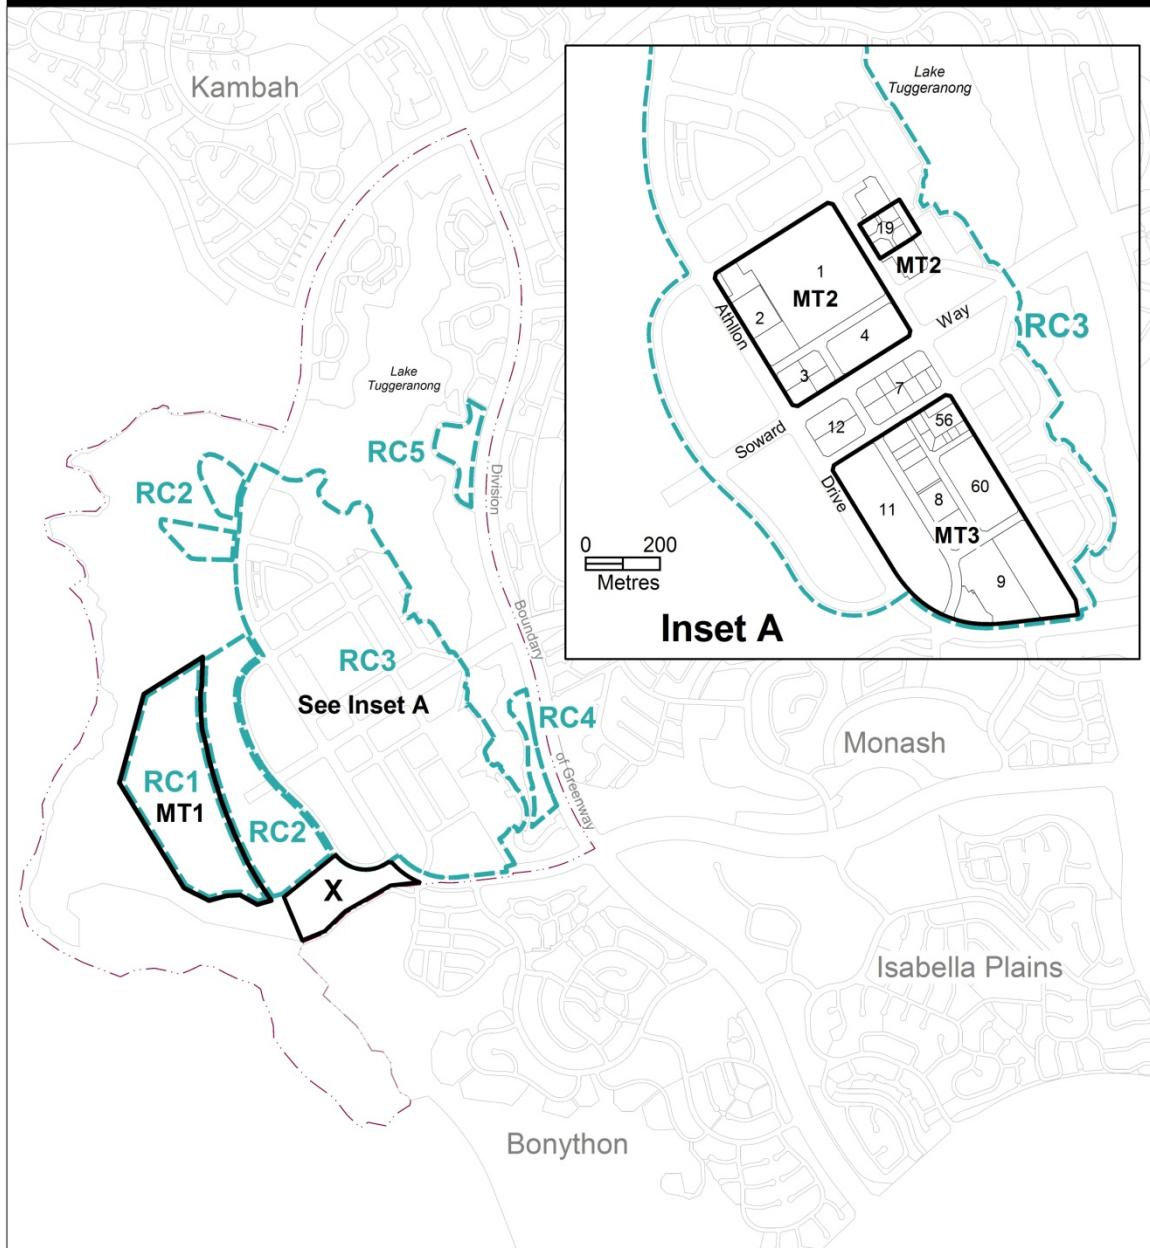 Kambah
Lake
Tuggeranong
RC5
RC2
Division
Boundary
of Greenway
RC3
See Inset A
RC4
RC1
MT1
RC2
X
Monash
Isabella Plains
Bonython
Lake
Tuggeranong
19
MT2
1
MT2
2
Athllon
4
Way
RC3
3
7
12
56
Soward
Drive
11
60
8
MT3
9
0 200
Metres
Inset A